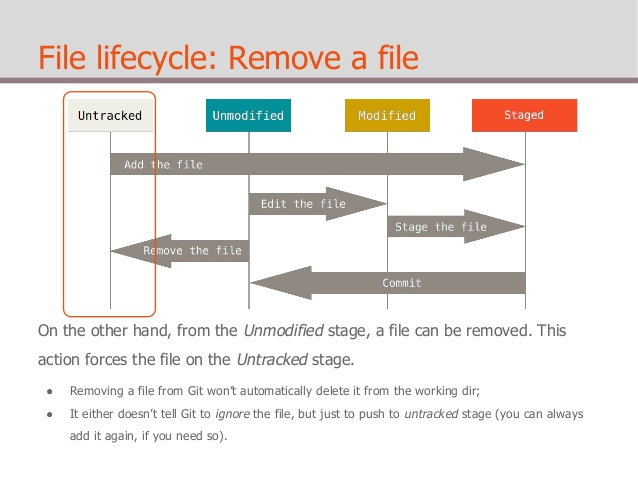 File lifecycle: Remove a file
Untracked Unmodified Modified Staged
Add the file
Edit the file
Stage the file
Remove the file
Commit
On the other hand, from the Unmodified stage, a file can be removed. This
action forces the file on the Untracked stage.
● Removing a file from Git won’t automatically delete it from the working dir;
● It either doesn’t tell Git to ignore the file, but just to push to untracked stage (you can always
add it again, if you need so).